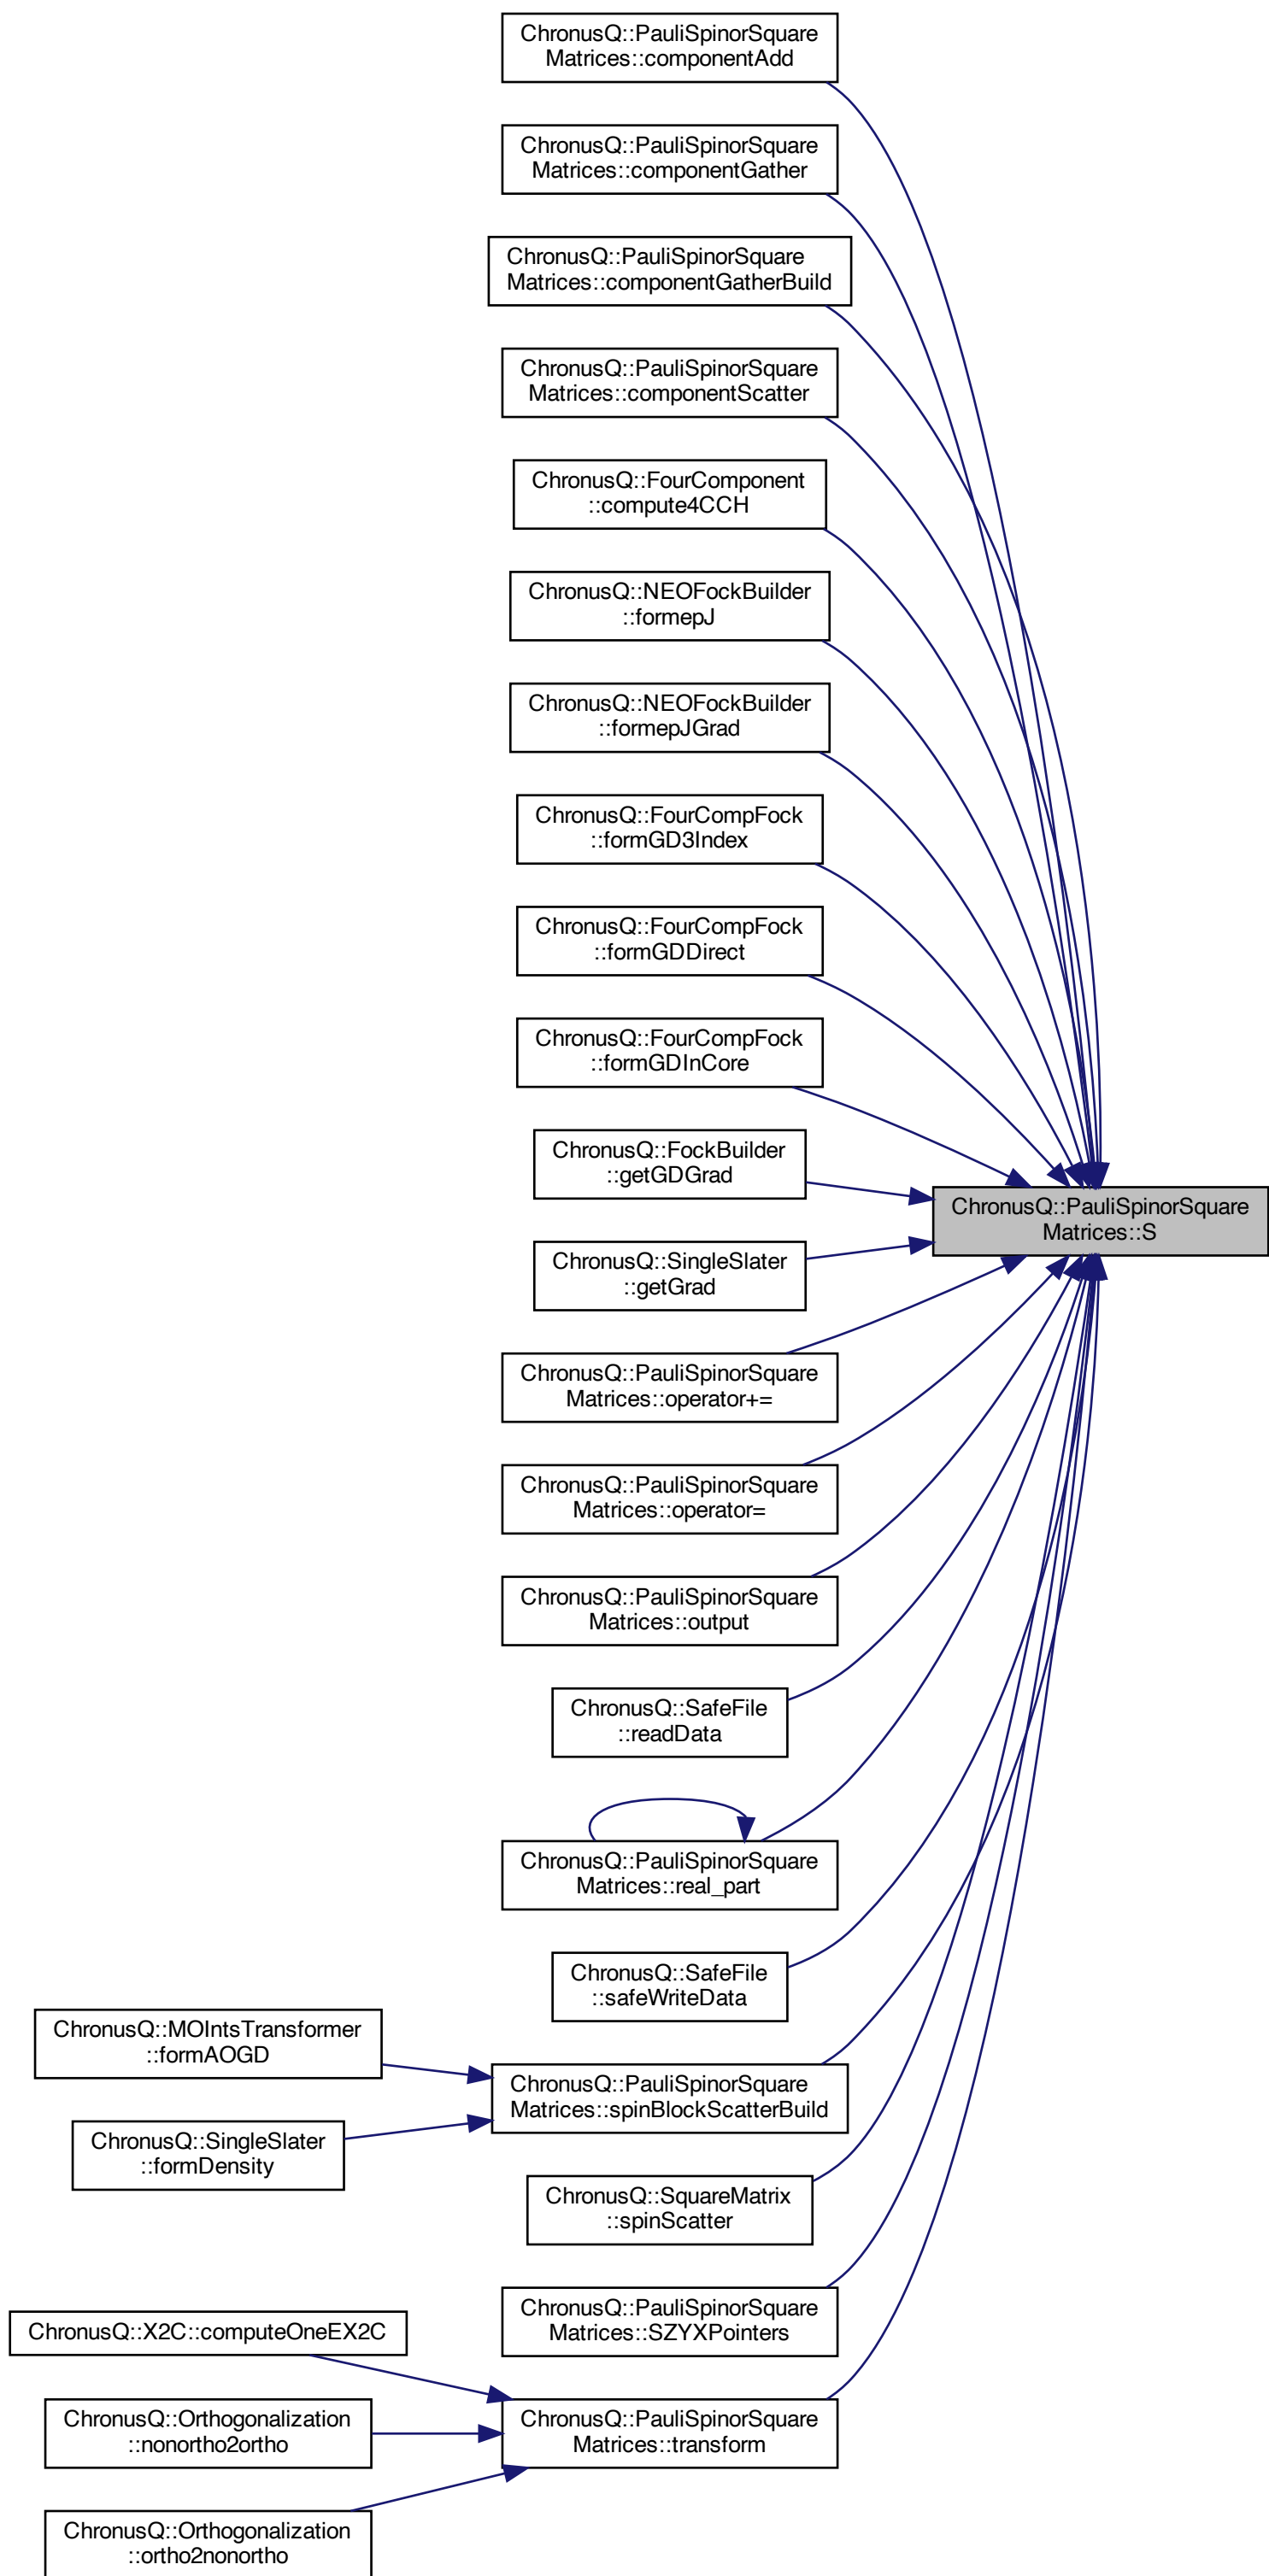 ChronusQ::PauliSpinorSquare
Matrices::componentAdd
ChronusQ::PauliSpinorSquare
Matrices::componentGather
ChronusQ::PauliSpinorSquare
Matrices::componentGatherBuild
ChronusQ::PauliSpinorSquare
Matrices::componentScatter
ChronusQ::FourComponent
::compute4CCH
ChronusQ::NEOFockBuilder
::formepJ
ChronusQ::NEOFockBuilder
::formepJGrad
ChronusQ::FourCompFock
::formGD3Index
ChronusQ::FourCompFock
::formGDDirect
ChronusQ::FourCompFock
::formGDInCore
ChronusQ::FockBuilder
::getGDGrad
ChronusQ::PauliSpinorSquare
Matrices::S
ChronusQ::SingleSlater
::getGrad
ChronusQ::PauliSpinorSquare
Matrices::operator+=
ChronusQ::PauliSpinorSquare
Matrices::operator=
ChronusQ::PauliSpinorSquare
Matrices::output
ChronusQ::SafeFile
::readData
ChronusQ::PauliSpinorSquare
Matrices::real_part
ChronusQ::SafeFile
::safeWriteData
ChronusQ::MOIntsTransformer
::formAOGD
ChronusQ::PauliSpinorSquare
Matrices::spinBlockScatterBuild
ChronusQ::SingleSlater
::formDensity
ChronusQ::SquareMatrix
::spinScatter
ChronusQ::PauliSpinorSquare
Matrices::SZYXPointers
ChronusQ::X2C::computeOneEX2C
ChronusQ::Orthogonalization
::nonortho2ortho
ChronusQ::PauliSpinorSquare
Matrices::transform
ChronusQ::Orthogonalization
::ortho2nonortho